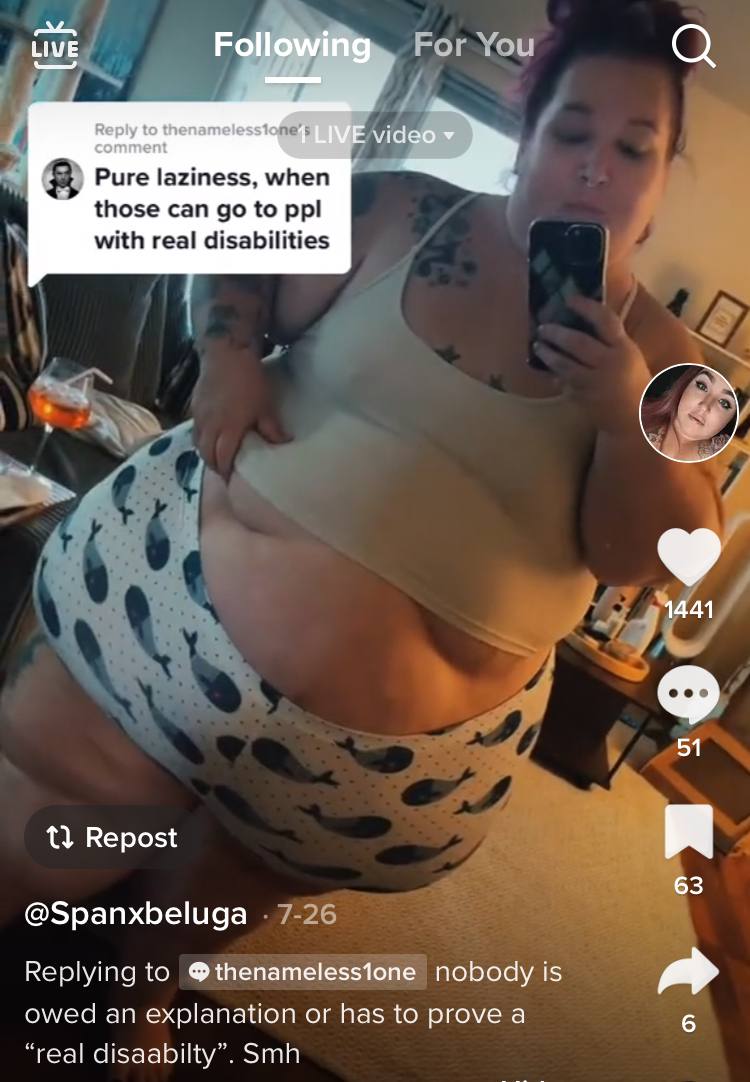 LIVE
Following For You
Reply to thenameless1one's
comment
1 LIVE video
Pure laziness, when
those can go to ppl
with real disabilities
1441
51
Repost
63
@Spanxbeluga · 7-26
Replying to thenameless1one nobody is
owed an explanation or has to prove a
“real disaabilty”. Smh
6